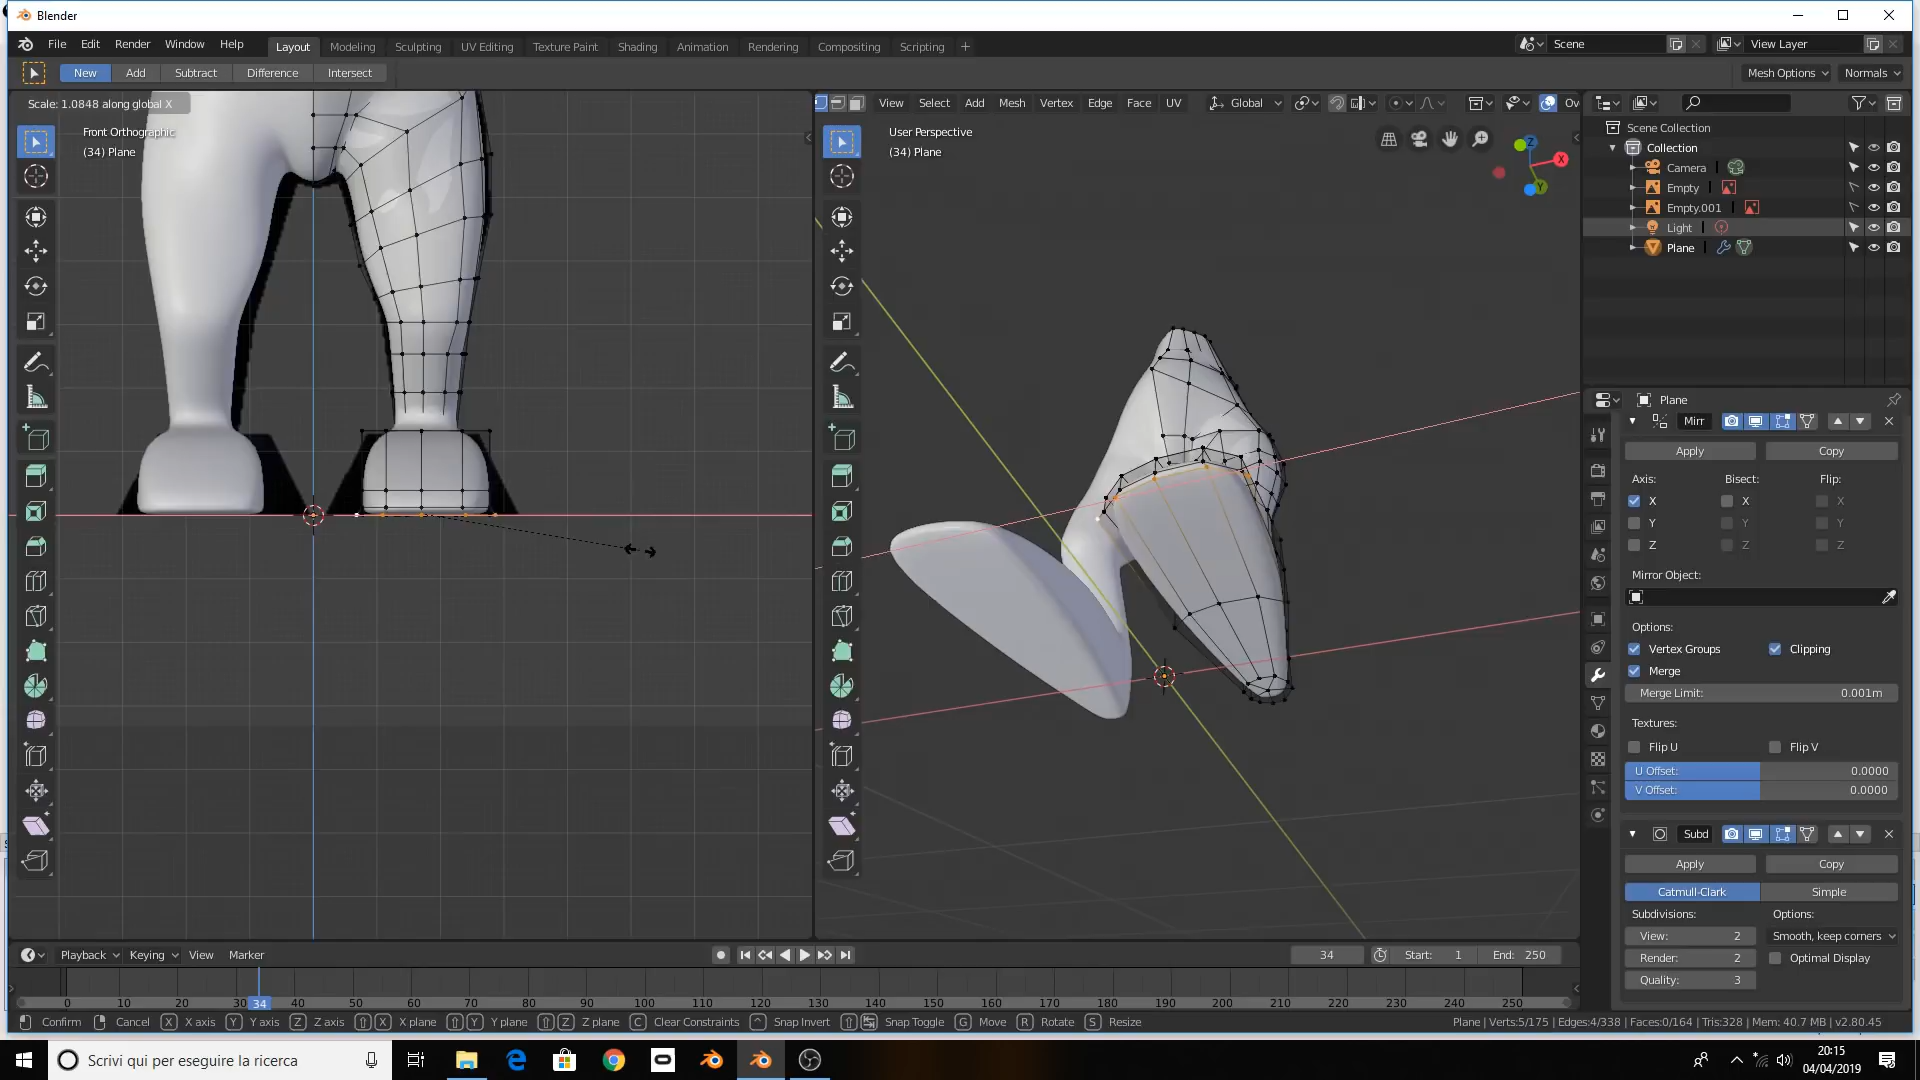 Blender
File Edit Render Window Help Layout Modeling Sculpting UV Editing Texture Paint Shading Animation Rendering Compositing Scripting + Scene View Layer
New Add Subtract Difference Intersect Mesh Options Normals
Scale: 1.0848 along global X
View Select Add Mesh Vertex Edge Face UV Global Ov
Front Orthographic
(34) Plane
User Perspective
(34) Plane
Z
X
Y
Scene Collection
Collection
Camera
Empty
Empty.001
Light
Plane
Plane
Mirr
Apply Copy
Axis: Bisect: Flip:
X X X
Y Y Y
Z Z Z
Mirror Object:
Options:
Vertex Groups Clipping
Merge
Merge Limit: 0.001m
Textures:
Flip U Flip V
U Offset: 0.0000
V Offset: 0.0000
Subd
Apply Copy
Catmull-Clark Simple
Subdivisions: Options:
View: 2 Smooth, keep corners
Render: 2 Optimal Display
Quality: 3
Playback Keying View Marker 34 Start: 1 End: 250
0 10 20 30 34 40 50 60 70 80 90 100 110 120 130 140 150 160 170 180 190 200 210 220 230 240 250
Confirm Cancel X X axis Y Y axis Z Z axis X X plane Y Y plane Z Z plane C Clear Constraints Snap Invert Snap Toggle G Move R Rotate S Resize Plane | Verts:5/175 | Edges:4/338 | Faces:0/164 | Tris:328 | Mem: 40.7 MB | v2.80.45
Scrivi qui per eseguire la ricerca
20:15
04/04/2019